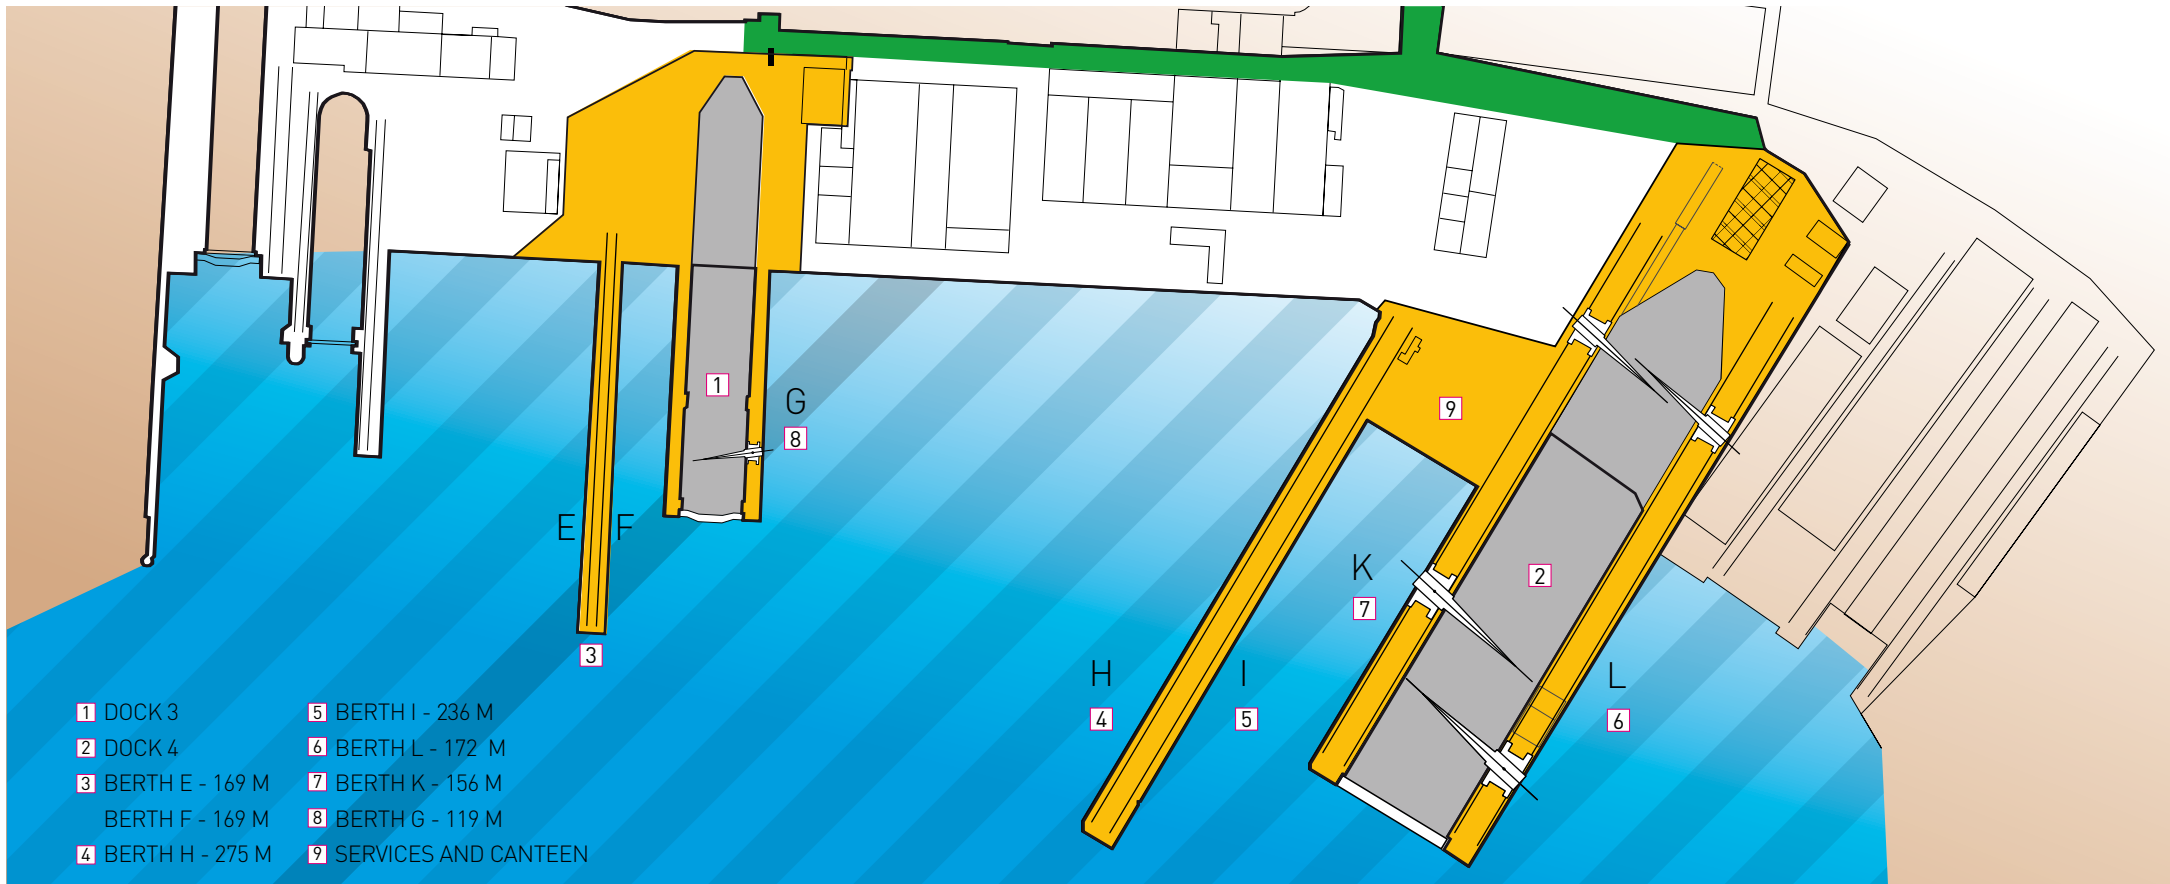 1
G
8
9
E
F
K
2
7
3
H
I
L
4
5
6
1 DOCK 3
2 DOCK 4
3 BERTH E - 169 M
BERTH F - 169 M
4 BERTH H - 275 M
5 BERTH I - 236 M
6 BERTH L - 172 M
7 BERTH K - 156 M
8 BERTH G - 119 M
9 SERVICES AND CANTEEN